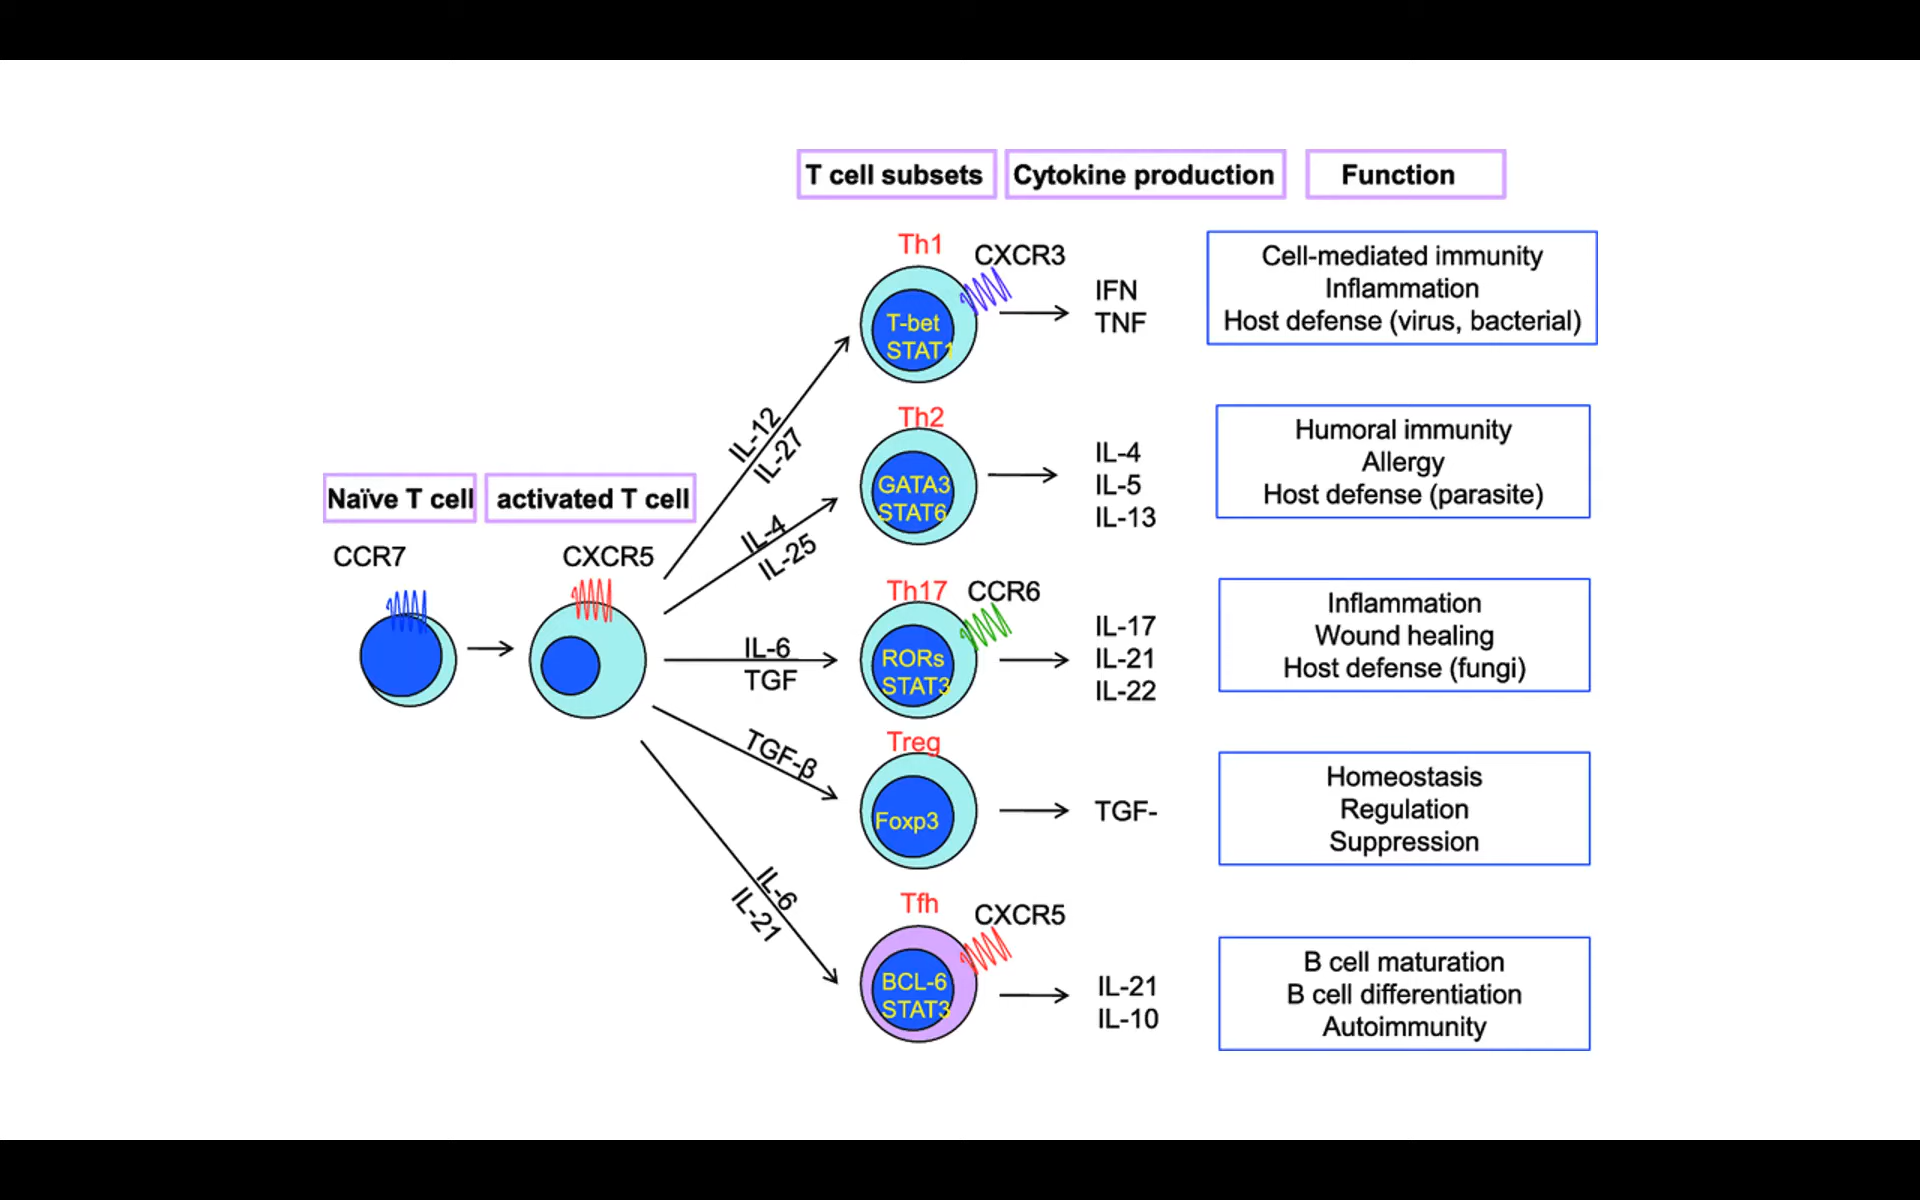 T cell subsets
Cytokine production
Function
Th1
CXCR3
T-bet
STAT1
IFN
TNF
Cell-mediated immunity
Inflammation
Host defense (virus, bacterial)
IL-12
IL-27
Th2
GATA3
STAT6
IL-4
IL-5
IL-13
Humoral immunity
Allergy
Host defense (parasite)
Naïve T cell
activated T cell
CCR7
CXCR5
IL-4
IL-25
Th17
CCR6
RORs
STAT3
IL-17
IL-21
IL-22
Inflammation
Wound healing
Host defense (fungi)
IL-6
TGF
Treg
TGF-β
Foxp3
TGF-
Homeostasis
Regulation
Suppression
IL-6
IL-21
Tfh
CXCR5
BCL-6
STAT3
IL-21
IL-10
B cell maturation
B cell differentiation
Autoimmunity